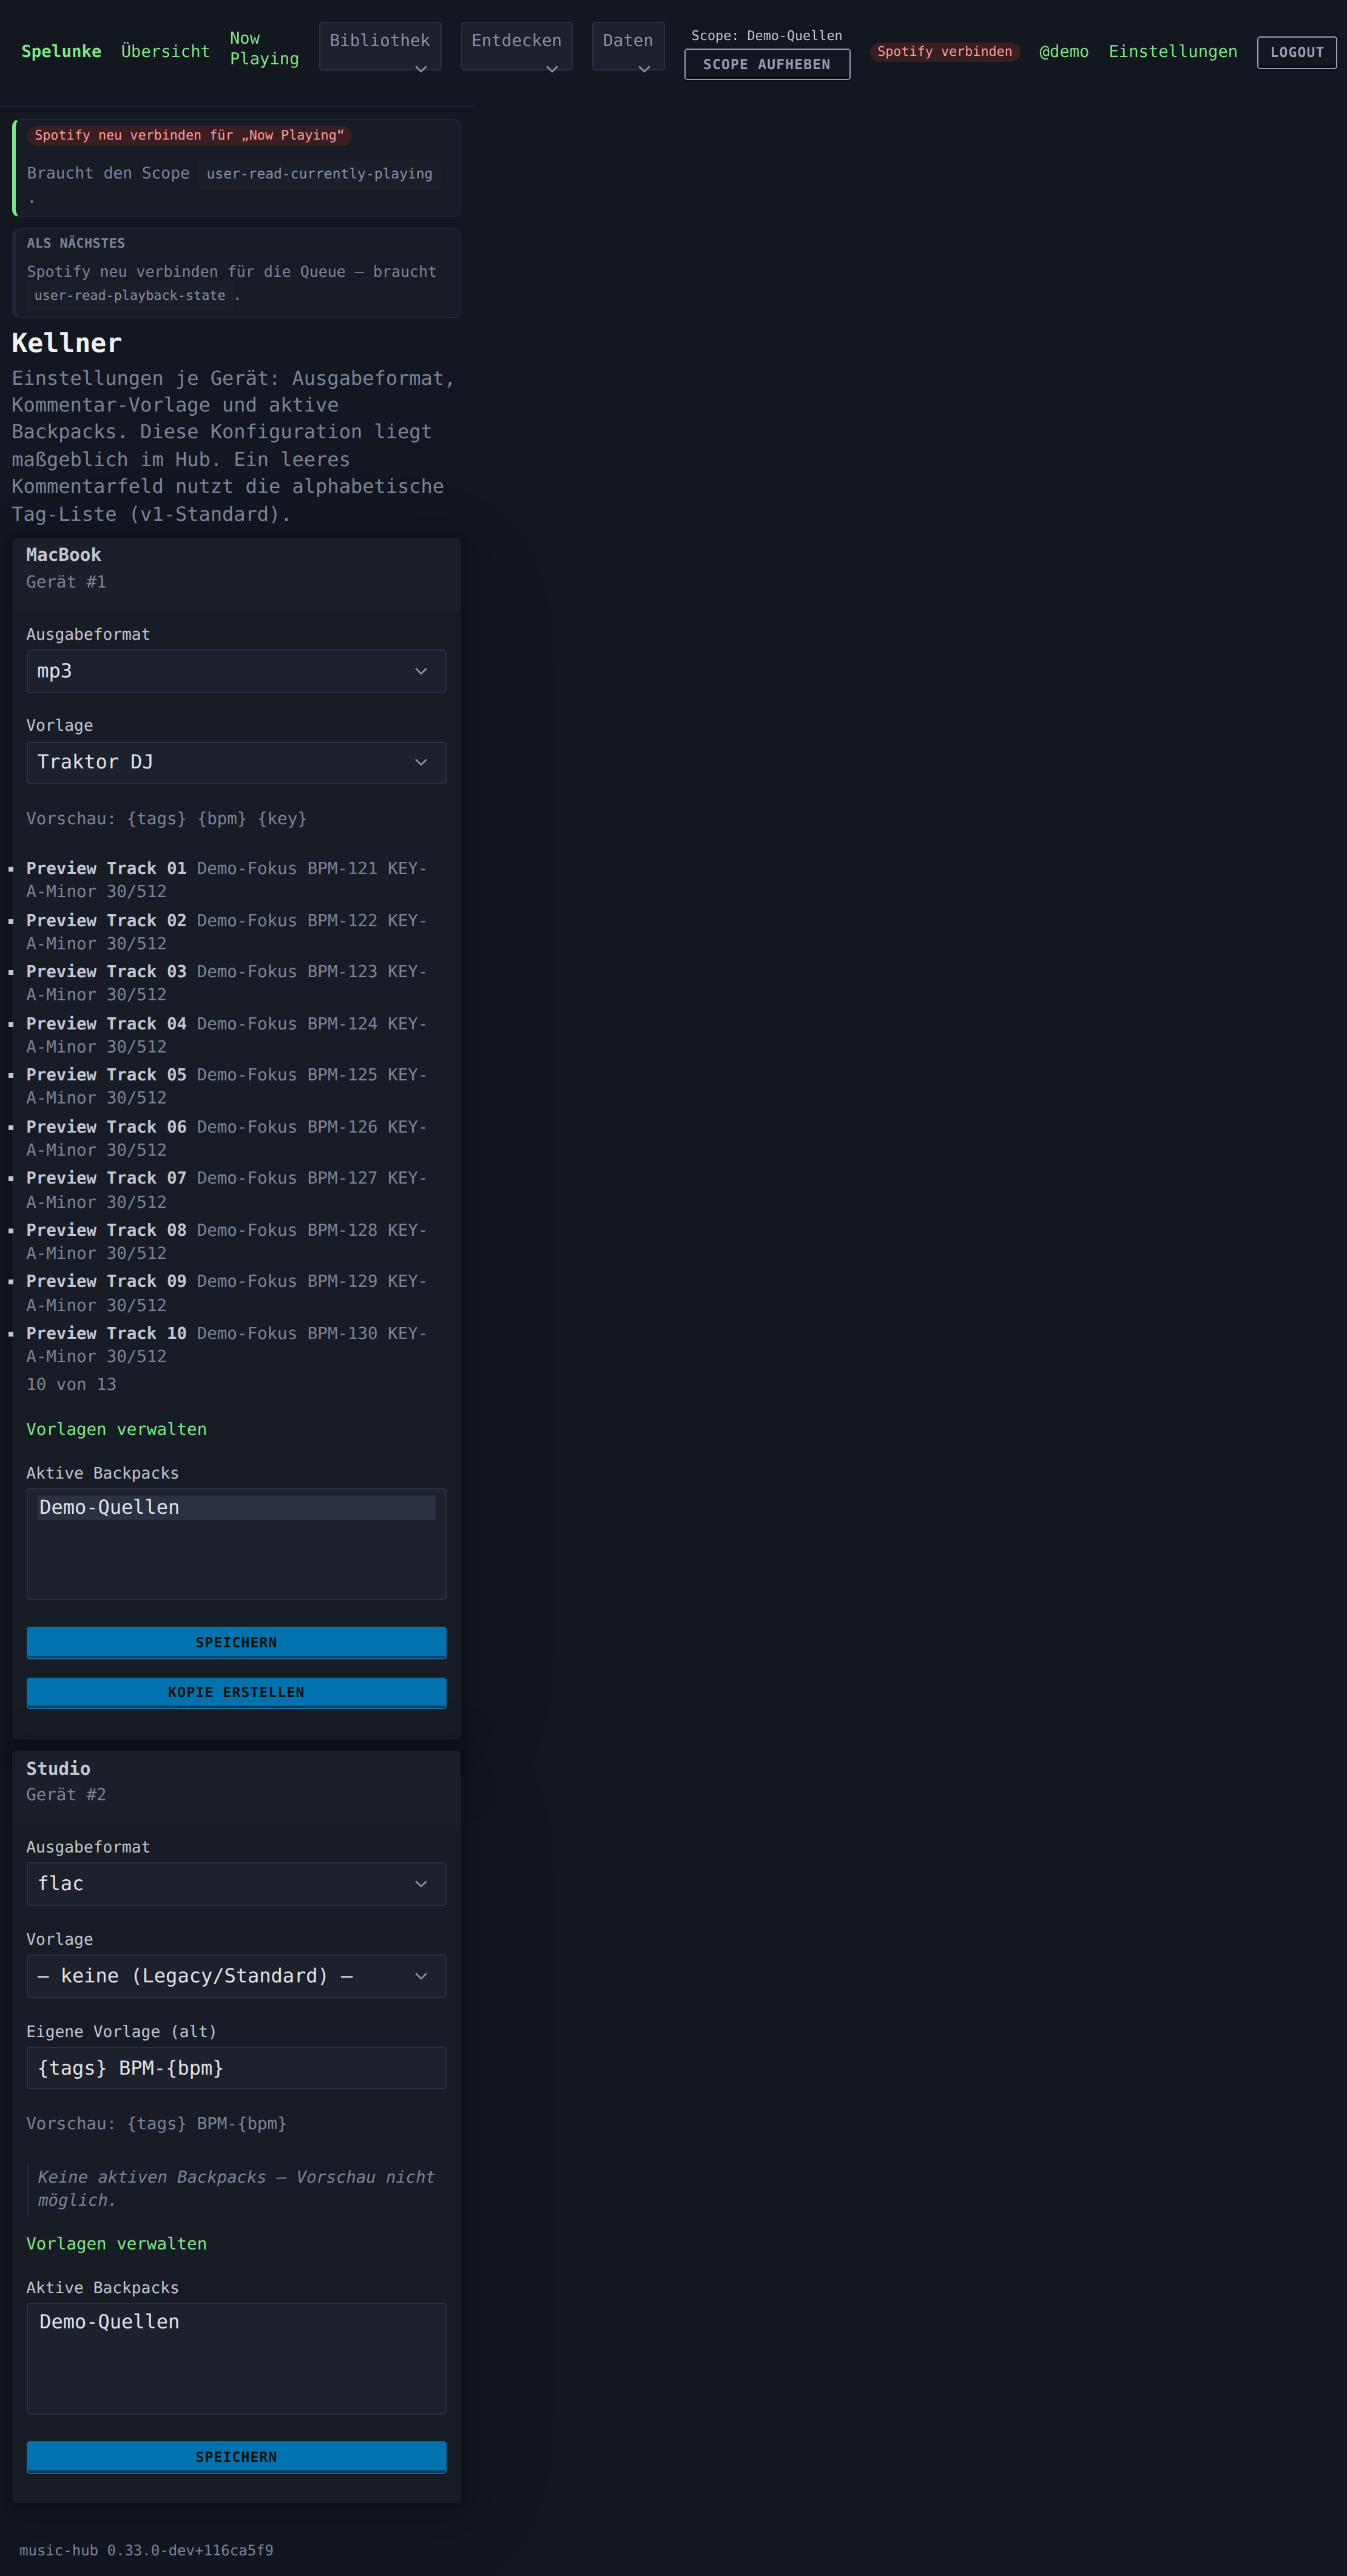 Spelunke Übersicht Now Playing Bibliothek Entdecken Daten Scope: Demo-Quellen SCOPE AUFHEBEN Spotify verbinden @demo Einstellungen LOGOUT
Spotify neu verbinden für „Now Playing“
Braucht den Scope user-read-currently-playing
.
ALS NÄCHSTES
Spotify neu verbinden für die Queue — braucht
user-read-playback-state .
Kellner
Einstellungen je Gerät: Ausgabeformat,
Kommentar-Vorlage und aktive
Backpacks. Diese Konfiguration liegt
maßgeblich im Hub. Ein leeres
Kommentarfeld nutzt die alphabetische
Tag-Liste (v1-Standard).
MacBook
Gerät #1
Ausgabeformat
mp3
Vorlage
Traktor DJ
Vorschau: {tags} {bpm} {key}
Preview Track 01 Demo-Fokus BPM-121 KEY-
A-Minor 30/512
Preview Track 02 Demo-Fokus BPM-122 KEY-
A-Minor 30/512
Preview Track 03 Demo-Fokus BPM-123 KEY-
A-Minor 30/512
Preview Track 04 Demo-Fokus BPM-124 KEY-
A-Minor 30/512
Preview Track 05 Demo-Fokus BPM-125 KEY-
A-Minor 30/512
Preview Track 06 Demo-Fokus BPM-126 KEY-
A-Minor 30/512
Preview Track 07 Demo-Fokus BPM-127 KEY-
A-Minor 30/512
Preview Track 08 Demo-Fokus BPM-128 KEY-
A-Minor 30/512
Preview Track 09 Demo-Fokus BPM-129 KEY-
A-Minor 30/512
Preview Track 10 Demo-Fokus BPM-130 KEY-
A-Minor 30/512
10 von 13
Vorlagen verwalten
Aktive Backpacks
Demo-Quellen
SPEICHERN
KOPIE ERSTELLEN
Studio
Gerät #2
Ausgabeformat
flac
Vorlage
— keine (Legacy/Standard) —
Eigene Vorlage (alt)
{tags} BPM-{bpm}
Vorschau: {tags} BPM-{bpm}
Keine aktiven Backpacks — Vorschau nicht
möglich.
Vorlagen verwalten
Aktive Backpacks
Demo-Quellen
SPEICHERN
music-hub 0.33.0-dev+116ca5f9